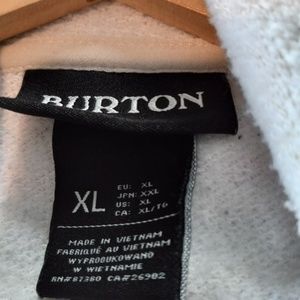 BURTON
XL
EU: XL
JPN: XXL
US: XL
CA: XL/TG
MADE IN VIETNAM
FABRIQUÉ AU VIETNAM
WYPRODUKOWANO
W WIETNAMIE
RN#87380 CA#26982